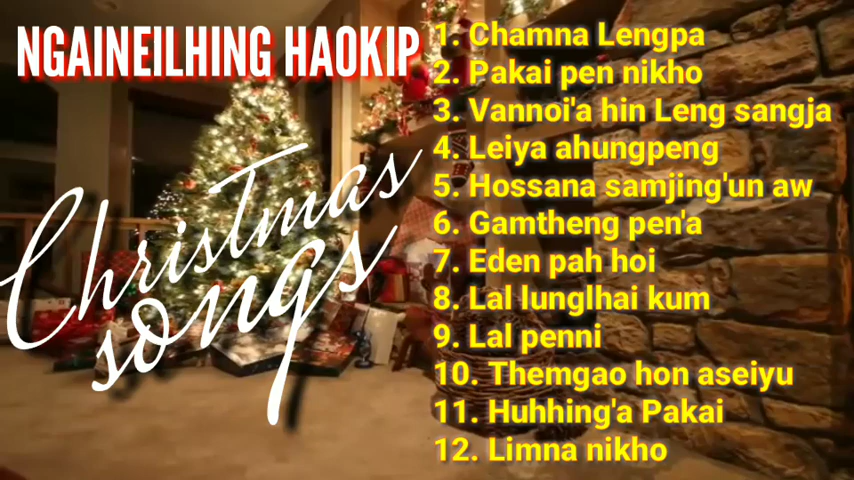 NGAINEILHING HAOKIP
Christmas
songs
1. Chamna Lengpa
2. Pakai pen nikho
3. Vannoi'a hin Leng sangja
4. Leiya ahungpeng
5. Hossana samjing'un aw
6. Gamtheng pen'a
7. Eden pah hoi
8. Lal lunglhai kum
9. Lal penni
10. Themgao hon aseiyu
11. Huhhing'a Pakai
12. Limna nikho